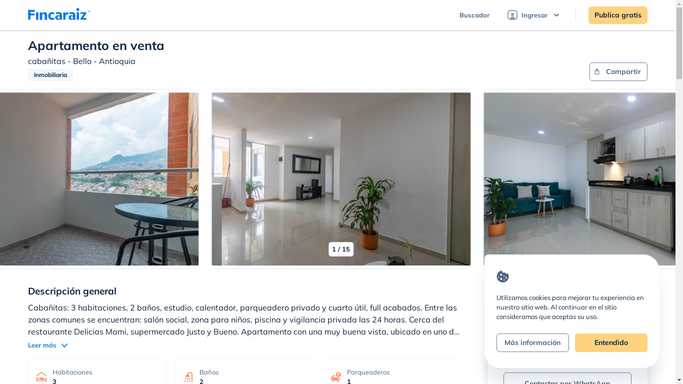 Fincaraiz
Buscador
Ingresar
Publica gratis
Apartamento en venta
cabañitas - Bello - Antioquia
Inmobiliaria
Compartir
1 / 15
Descripción general
Cabañitas: 3 habitaciones, 2 baños, estudio, calentador, parqueadero privado y cuarto útil, full acabados. Entre las
zonas comunes se encuentran: salón social, zona para niños, piscina y vigilancia privada las 24 horas. Cerca del
restaurante Delicias Mami, supermercado Justo y Bueno. Apartamento con una muy buena vista, ubicado en uno d...
Leer más
Habitaciones
3
Baños
2
Parqueaderos
1
Utilizamos cookies para mejorar tu experiencia en
nuestro sitio web. Al continuar en el sitio
consideramos que aceptas su uso.
Más información
Entendido
Contactar por WhatsApp